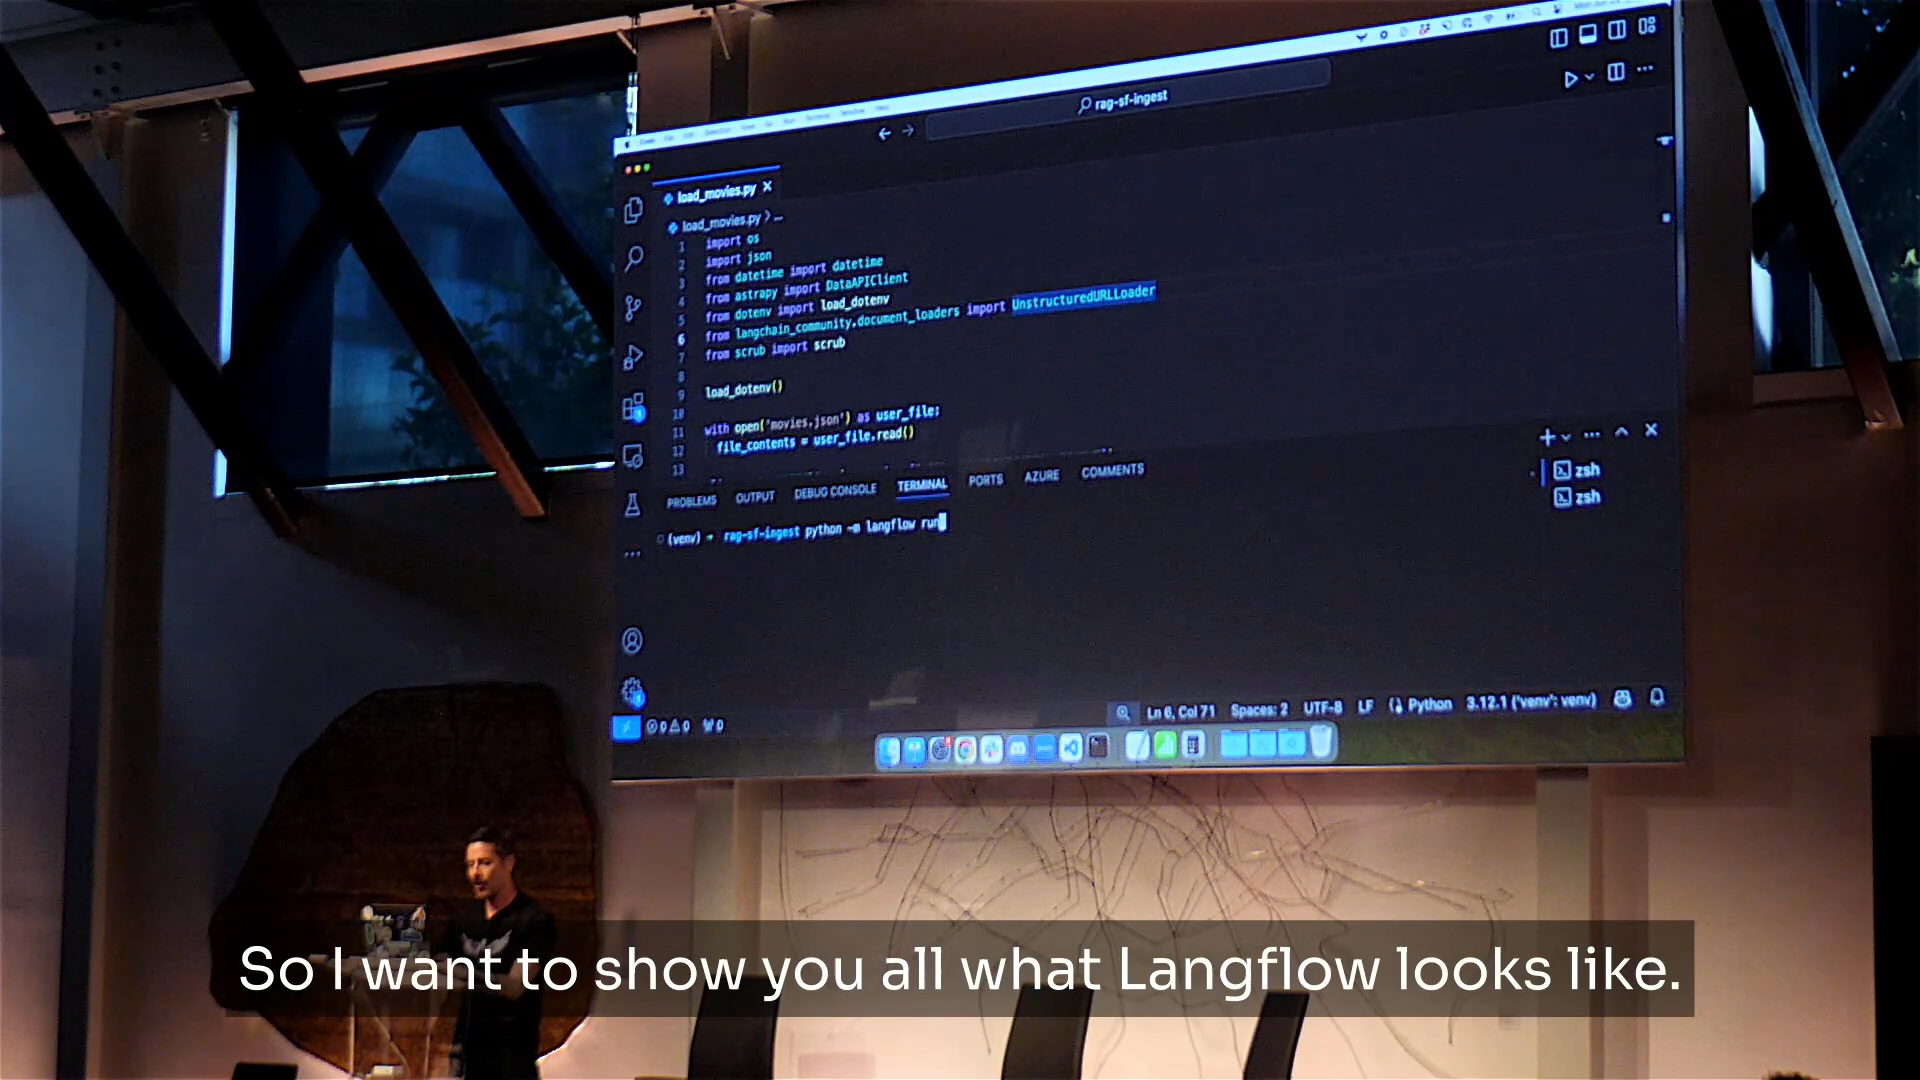 rag-sf-ingest
load_movies.py
load_movies.py > ...
1 import os
2 import json
3 from datetime import datetime
4 from astrapy import DataAPIClient
5 from dotenv import load_dotenv
6 from langchain_community.document_loaders import UnstructuredURLLoader
7 from scrub import scrub
8
9 load_dotenv()
10
11 with open('movies.json') as user_file:
12 file_contents = user_file.read()
13
PROBLEMS OUTPUT DEBUG CONSOLE TERMINAL PORTS AZURE COMMENTS
zsh
zsh
(venv) → rag-sf-ingest python -m langflow run
0 0 0 Ln 6, Col 71 Spaces: 2 UTF-8 LF Python 3.12.1 ('venv': venv)
So I want to show you all what Langflow looks like.